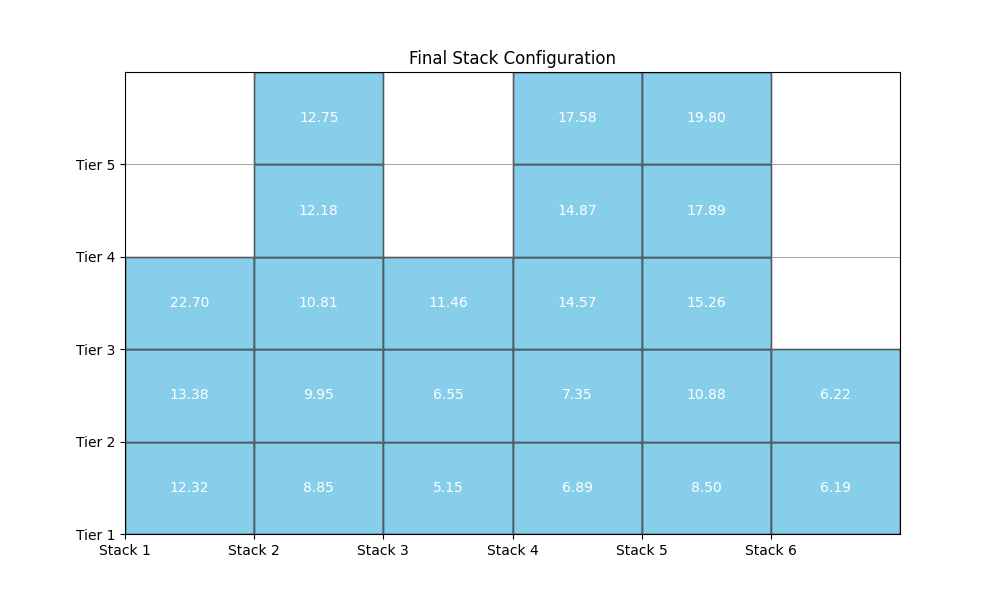 Final Stack Configuration
12.75 17.58 19.80
Tier 5
12.18 14.87 17.89
Tier 4
22.70 10.81 11.46 14.57 15.26
Tier 3
13.38 9.95 6.55 7.35 10.88 6.22
Tier 2
12.32 8.85 5.15 6.89 8.50 6.19
Tier 1
Stack 1 Stack 2 Stack 3 Stack 4 Stack 5 Stack 6